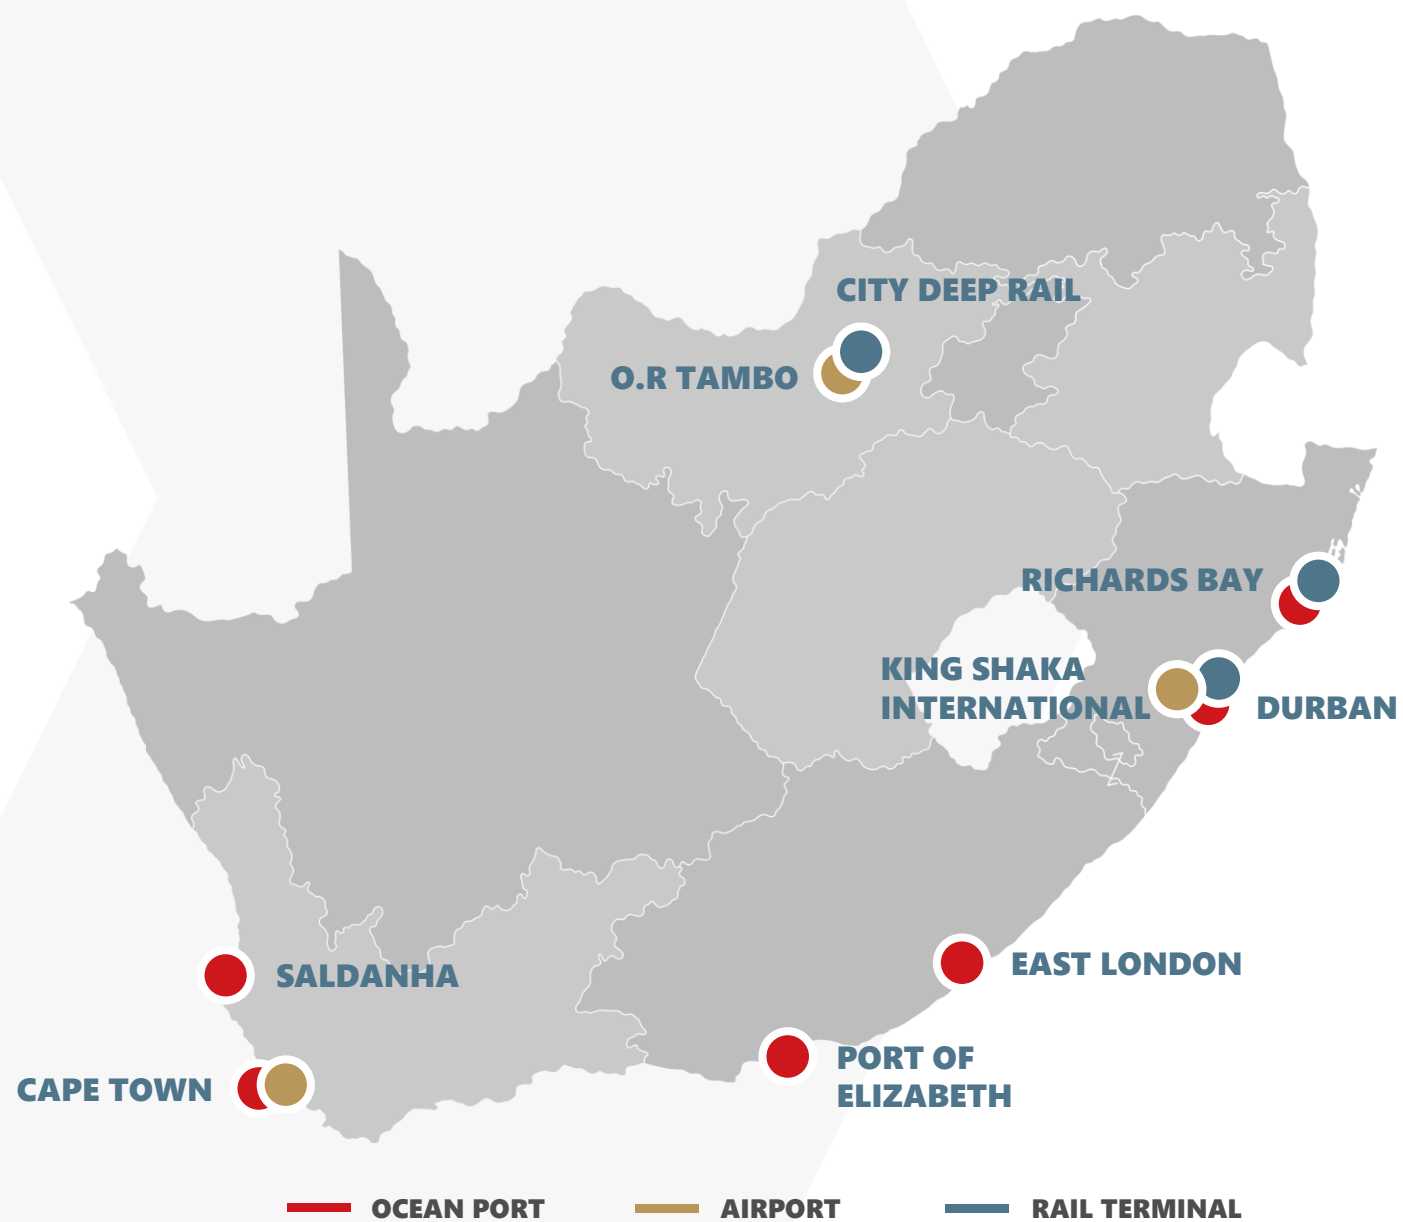 CITY DEEP RAIL
O.R TAMBO
RICHARDS BAY
KING SHAKA
INTERNATIONAL
DURBAN
SALDANHA
EAST LONDON
PORT OF
ELIZABETH
CAPE TOWN
OCEAN PORT
AIRPORT
RAIL TERMINAL